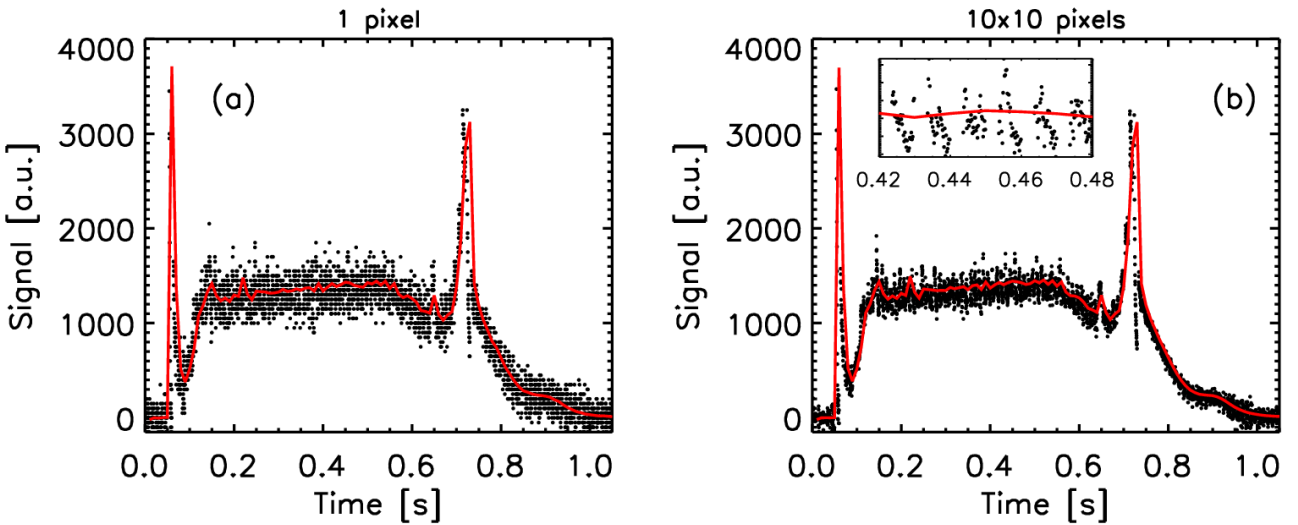 1 pixel
4000
3000
2000
1000
0
Signal [a.u.]
(a)
0.0 0.2 0.4 0.6 0.8 1.0
Time [s]
10x10 pixels
4000
3000
2000
1000
0
Signal [a.u.]
(b)
0.42 0.44 0.46 0.48
0.0 0.2 0.4 0.6 0.8 1.0
Time [s]